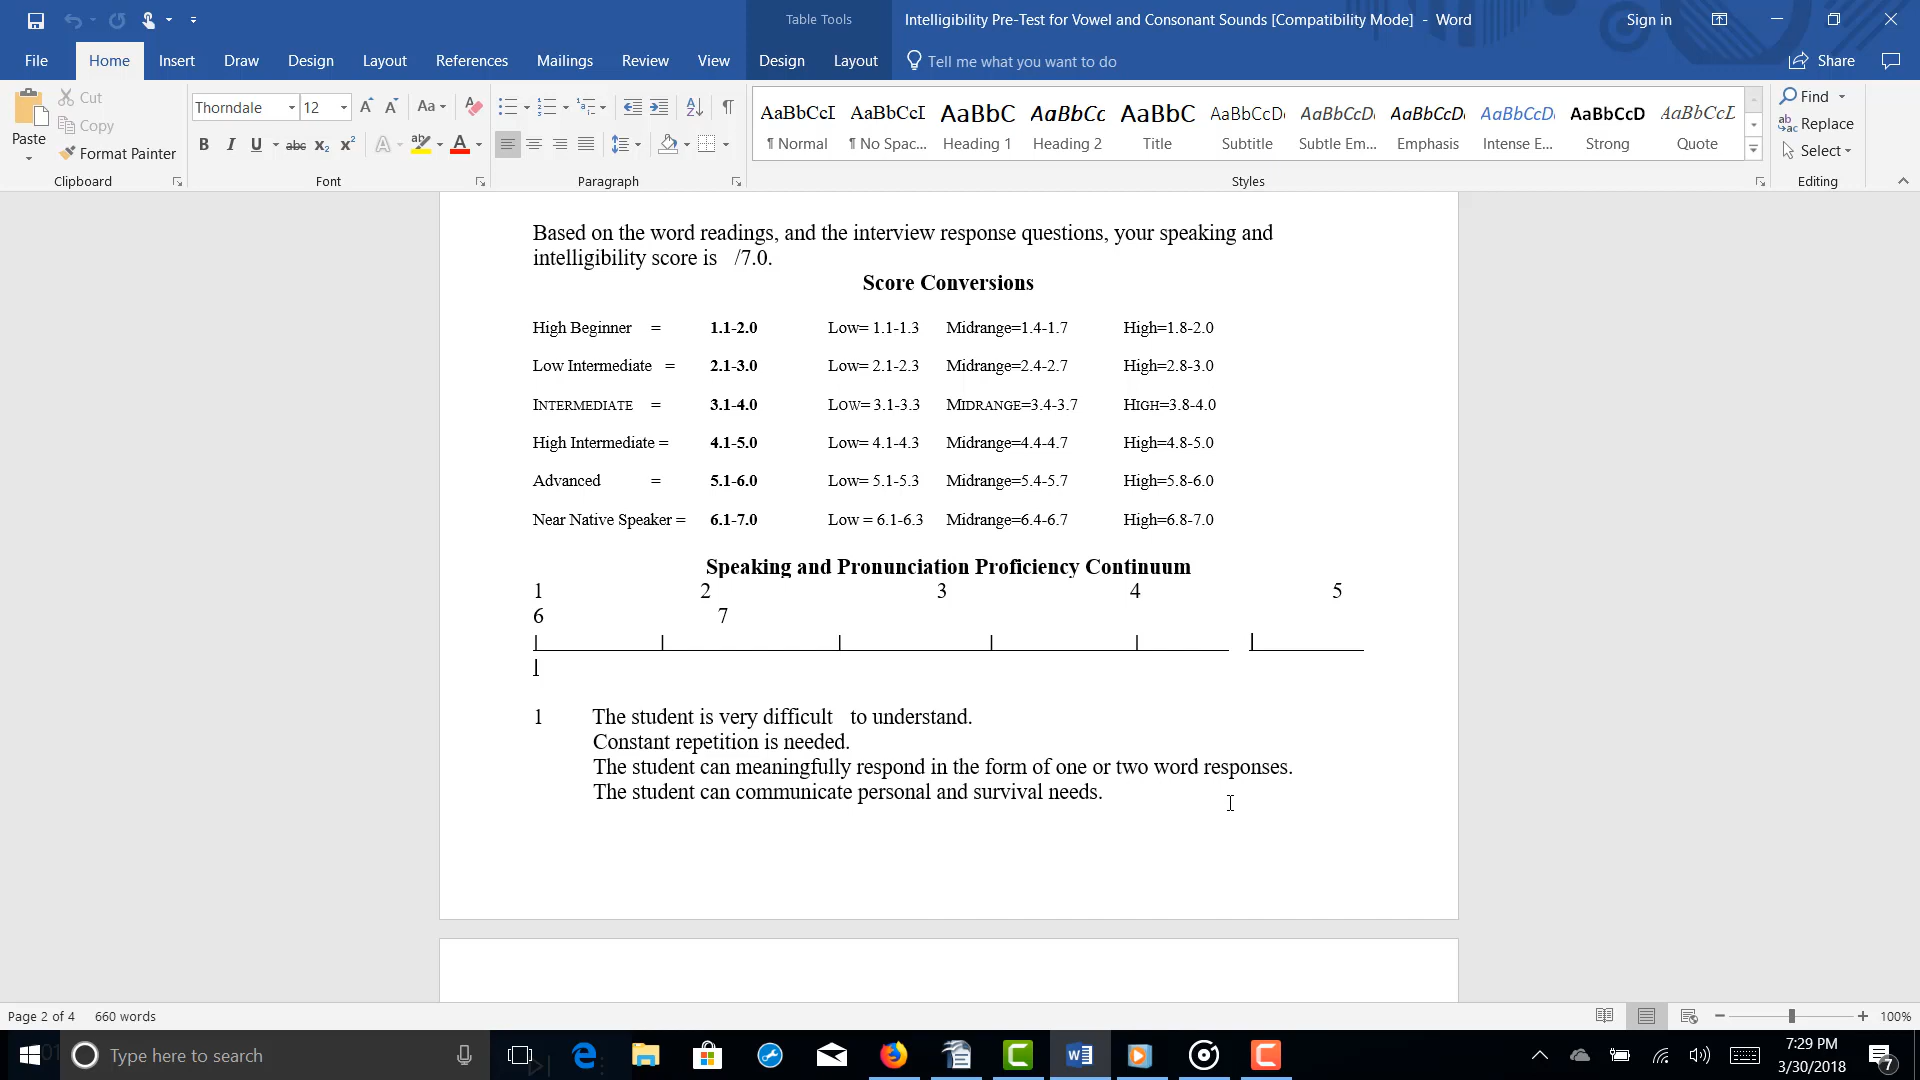 Table Tools
Intelligibility Pre-Test for Vowel and Consonant Sounds [Compatibility Mode] - Word
Sign in
File Home Insert Draw Design Layout References Mailings Review View Design Layout Tell me what you want to do Share
Paste
Cut
Copy
Format Painter
Clipboard
Thorndale 12
Font
Paragraph
AaBbCcI AaBbCcI AaBbC AaBbCc AaBbC AaBbCcD AaBbCcD AaBbCcD AaBbCcD AaBbCcD AaBbCcL
¶ Normal ¶ No Spac... Heading 1 Heading 2 Title Subtitle Subtle Em... Emphasis Intense E... Strong Quote
Styles
Find
Replace
Select
Editing
Based on the word readings, and the interview response questions, your speaking and
intelligibility score is /7.0.
Score Conversions
High Beginner = 1.1-2.0 Low= 1.1-1.3 Midrange=1.4-1.7 High=1.8-2.0
Low Intermediate = 2.1-3.0 Low= 2.1-2.3 Midrange=2.4-2.7 High=2.8-3.0
INTERMEDIATE = 3.1-4.0 LOW= 3.1-3.3 MIDRANGE=3.4-3.7 HIGH=3.8-4.0
High Intermediate = 4.1-5.0 Low= 4.1-4.3 Midrange=4.4-4.7 High=4.8-5.0
Advanced = 5.1-6.0 Low= 5.1-5.3 Midrange=5.4-5.7 High=5.8-6.0
Near Native Speaker = 6.1-7.0 Low = 6.1-6.3 Midrange=6.4-6.7 High=6.8-7.0
Speaking and Pronunciation Proficiency Continuum
1 2 3 4 5
6 7
1 The student is very difficult to understand.
Constant repetition is needed.
The student can meaningfully respond in the form of one or two word responses.
The student can communicate personal and survival needs.
Page 2 of 4 660 words
100%
Type here to search
7:29 PM
3/30/2018
7